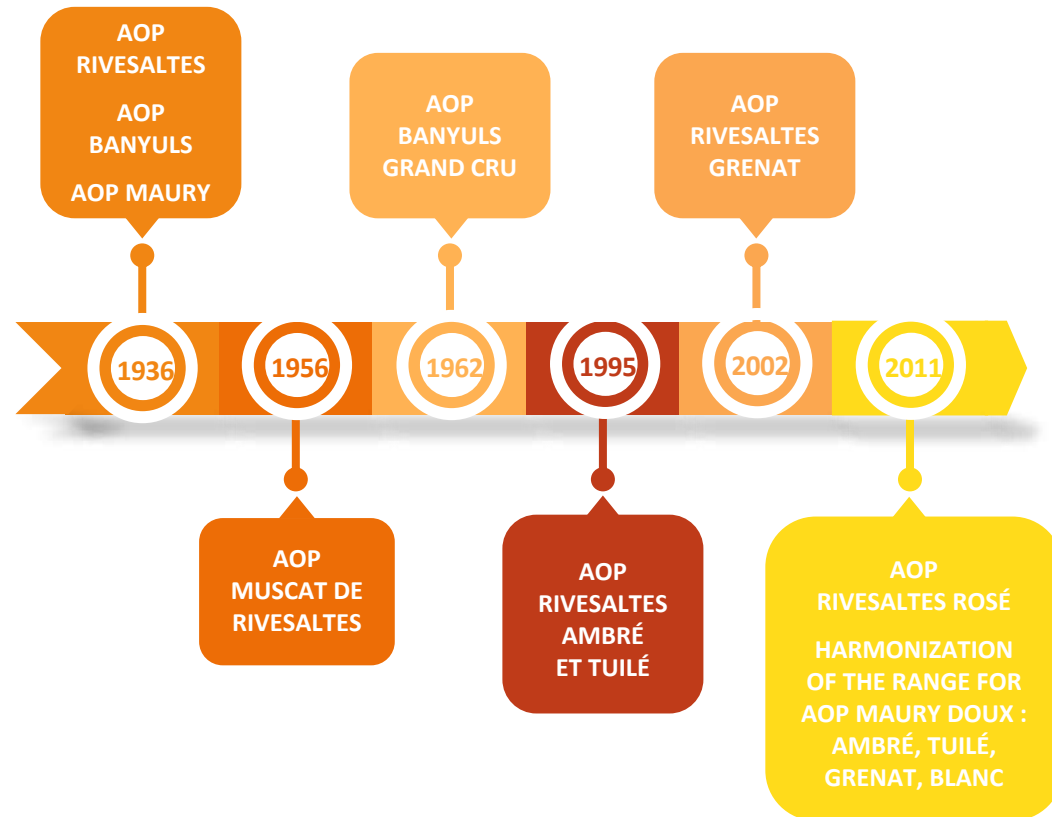 AOP
RIVESALTES
AOP
BANYULS
AOP MAURY
AOP
BANYULS
GRAND CRU
AOP
RIVESALTES
GRENAT
1936
1956
1962
1995
2002
2011
AOP
MUSCAT DE
RIVESALTES
AOP
RIVESALTES
AMBRÉ
ET TUILÉ
AOP
RIVESALTES ROSÉ
HARMONIZATION
OF THE RANGE FOR
AOP MAURY DOUX :
AMBRÉ, TUILÉ,
GRENAT, BLANC